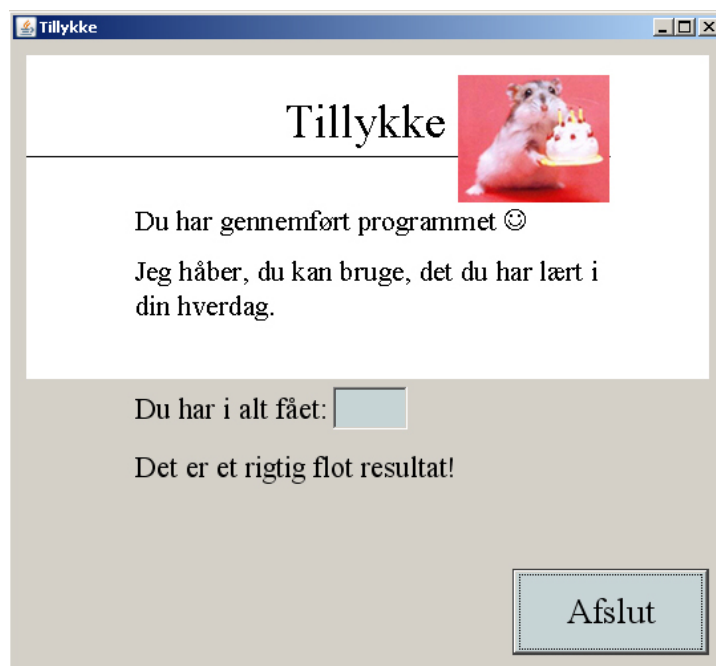 Tillykke
Tillykke
Du har gennemført programmet ☺
Jeg håber, du kan bruge, det du har lært i
din hverdag.
Du har i alt fået:
Det er et rigtig flot resultat!
Afslut